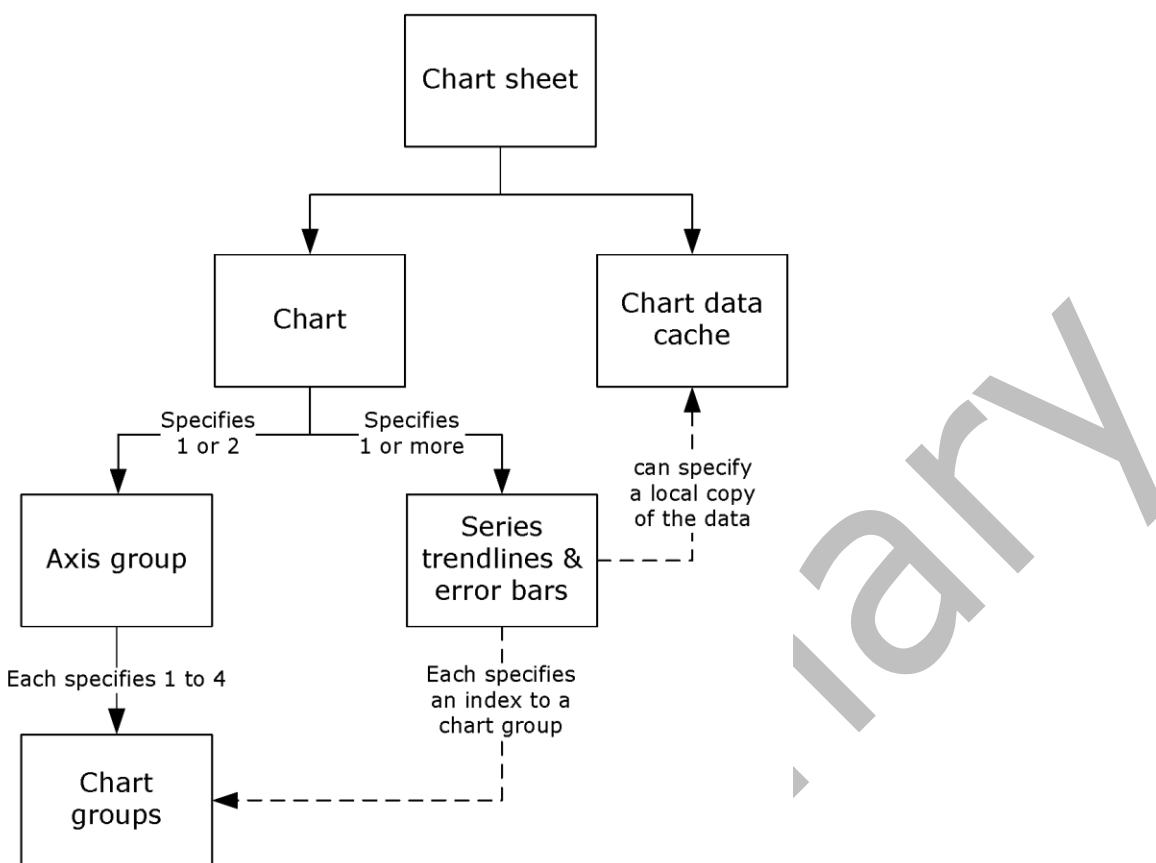 Chart sheet
Chart
Chart data
cache
Specifies
1 or 2
Specifies
1 or more
can specify
a local copy
of the data
Axis group
Series
trendlines &
error bars
Each specifies 1 to 4
Each specifies
an index to a
chart group
Chart
groups